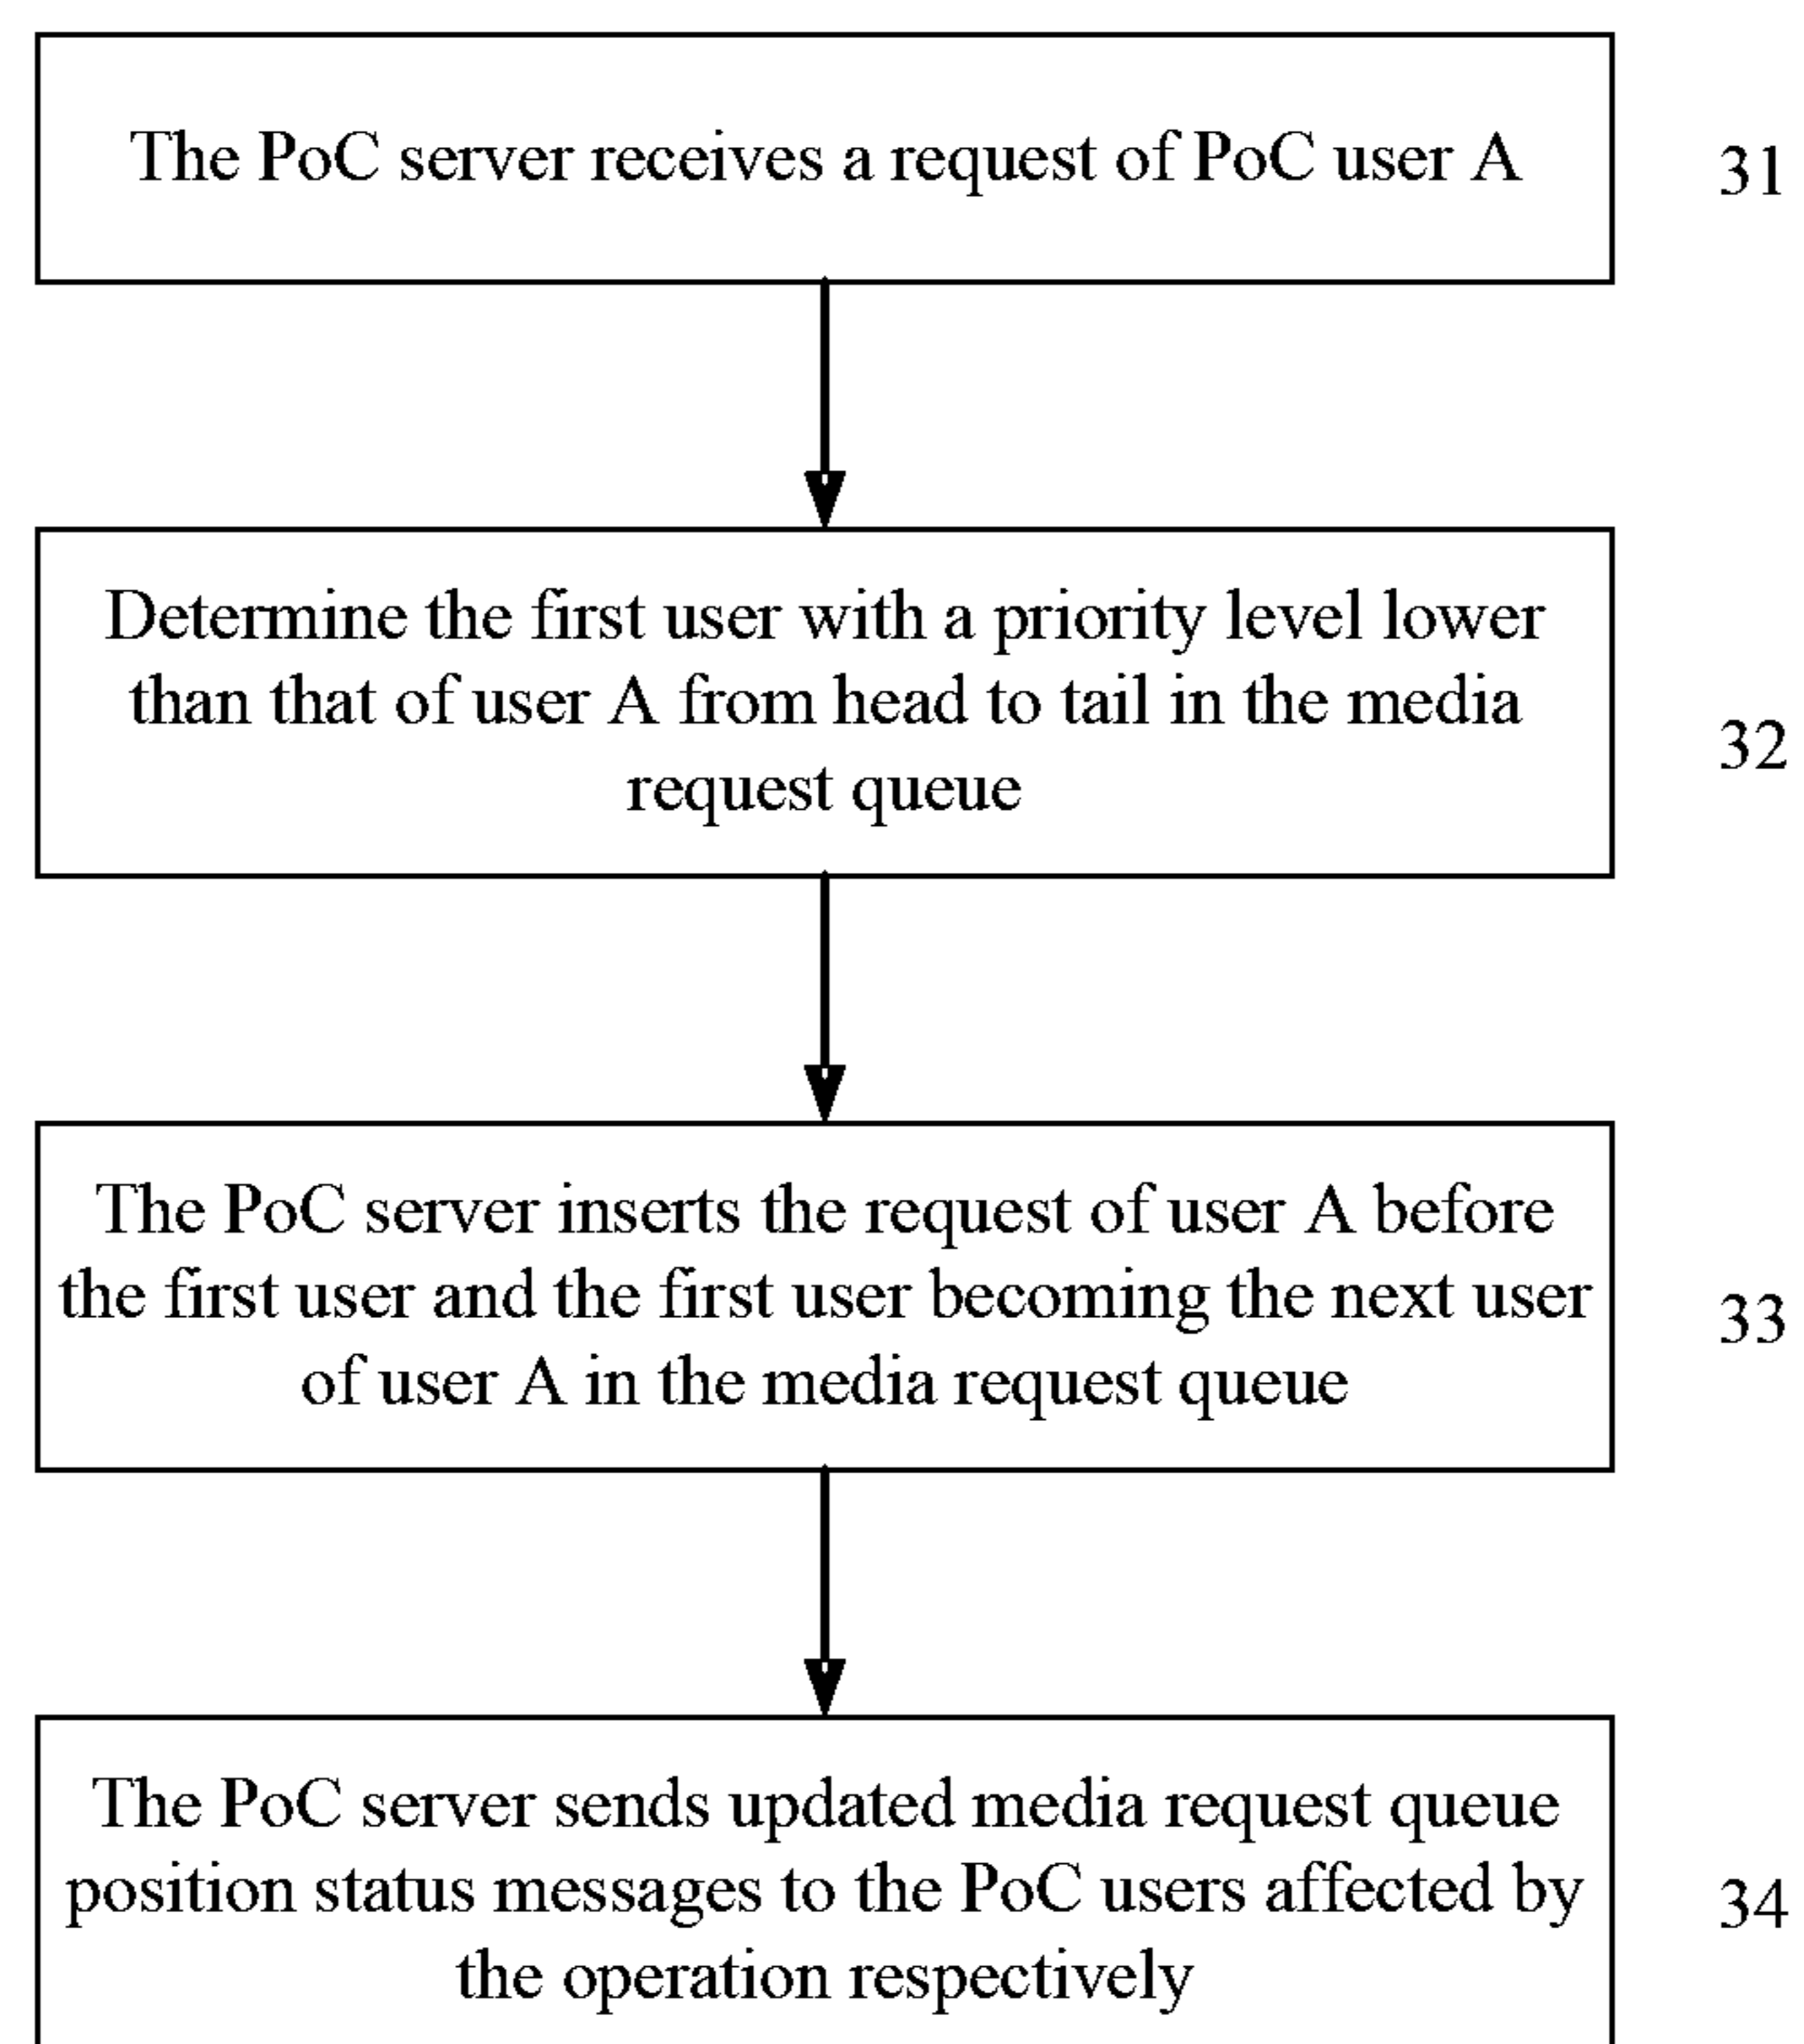 The PoC server receives a request of PoC user A
31
Determine the first user with a priority level lower
than that of user A from head to tail in the media
request queue
32
The PoC server inserts the request of user A before
the first user and the first user becoming the next user
of user A in the media request queue
33
The PoC server sends updated media request queue
position status messages to the PoC users affected by
the operation respectively
34